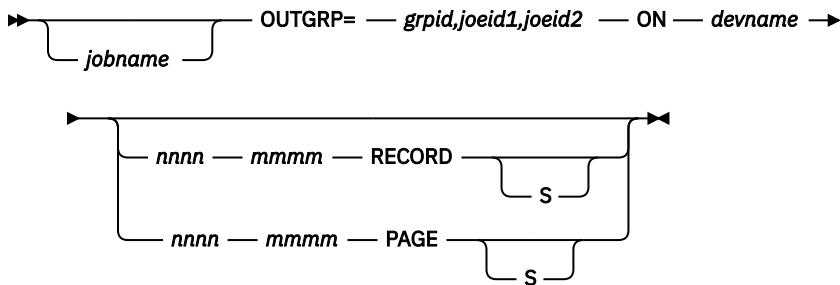 OUTGRP= grpid,joeid1,joeid2 ON devname
jobname
nnnn mmmm RECORD
S
nnnn mmmm PAGE
S